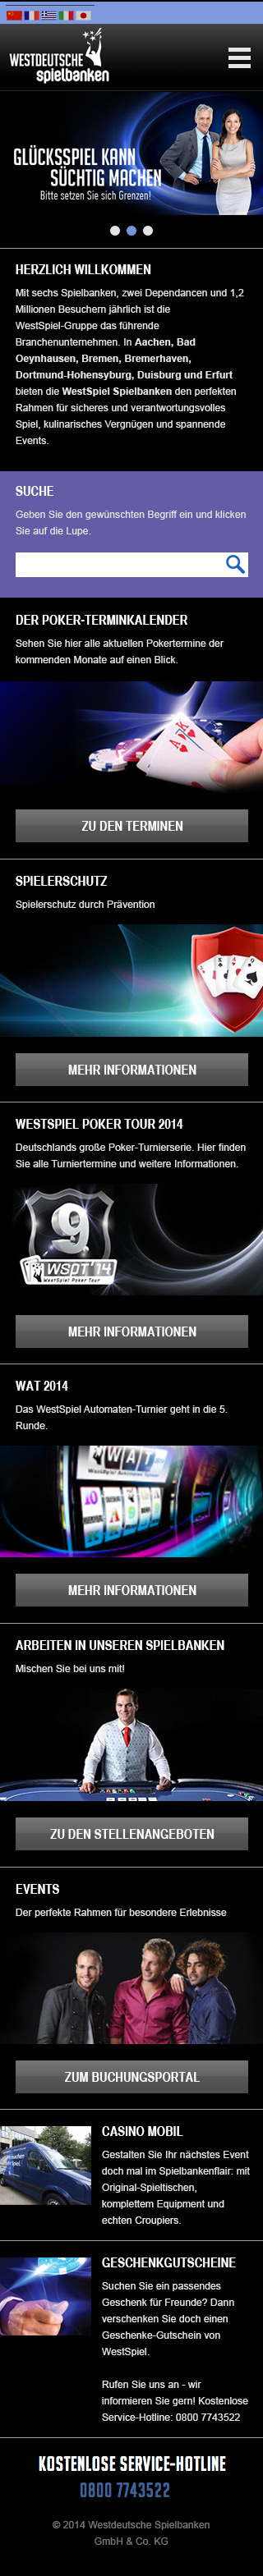 WESTDEUTSCHE
spielbanken
GLÜCKSSPIEL KANN
SÜCHTIG MACHEN
Bitte setzen Sie sich Grenzen!
HERZLICH WILLKOMMEN
Mit sechs Spielbanken, zwei Dependancen und 1,2
Millionen Besuchern jährlich ist die
WestSpiel-Gruppe das führende
Branchenunternehmen. In Aachen, Bad
Oeynhausen, Bremen, Bremerhaven,
Dortmund-Hohensyburg, Duisburg und Erfurt
bieten die WestSpiel Spielbanken den perfekten
Rahmen für sicheres und verantwortungsvolles
Spiel, kulinarisches Vergnügen und spannende
Events.
SUCHE
Geben Sie den gewünschten Begriff ein und klicken
Sie auf die Lupe.
DER POKER-TERMINKALENDER
Sehen Sie hier alle aktuellen Pokertermine der
kommenden Monate auf einen Blick.
ZU DEN TERMINEN
SPIELERSCHUTZ
Spielerschutz durch Prävention
MEHR INFORMATIONEN
WESTSPIEL POKER TOUR 2014
Deutschlands große Poker-Turnierserie. Hier finden
Sie alle Turniertermine und weitere Informationen.
9
WSPT'14
WestSpiel Poker Tour
MEHR INFORMATIONEN
WAT 2014
Das WestSpiel Automaten-Turnier geht in die 5.
Runde.
WAT
MEHR INFORMATIONEN
ARBEITEN IN UNSEREN SPIELBANKEN
Mischen Sie bei uns mit!
ZU DEN STELLENANGEBOTEN
EVENTS
Der perfekte Rahmen für besondere Erlebnisse
ZUM BUCHUNGSPORTAL
CASINO MOBIL
Gestalten Sie Ihr nächstes Event
doch mal im Spielbankenflair: mit
Original-Spieltischen,
komplettem Equipment und
echten Croupiers.
GESCHENKGUTSCHEINE
Suchen Sie ein passendes
Geschenk für Freunde? Dann
verschenken Sie doch einen
Geschenke-Gutschein von
WestSpiel.
Rufen Sie uns an - wir
informieren Sie gern! Kostenlose
Service-Hotline: 0800 7743522
KOSTENLOSE SERVICE-HOTLINE
0800 7743522
© 2014 Westdeutsche Spielbanken
GmbH & Co. KG